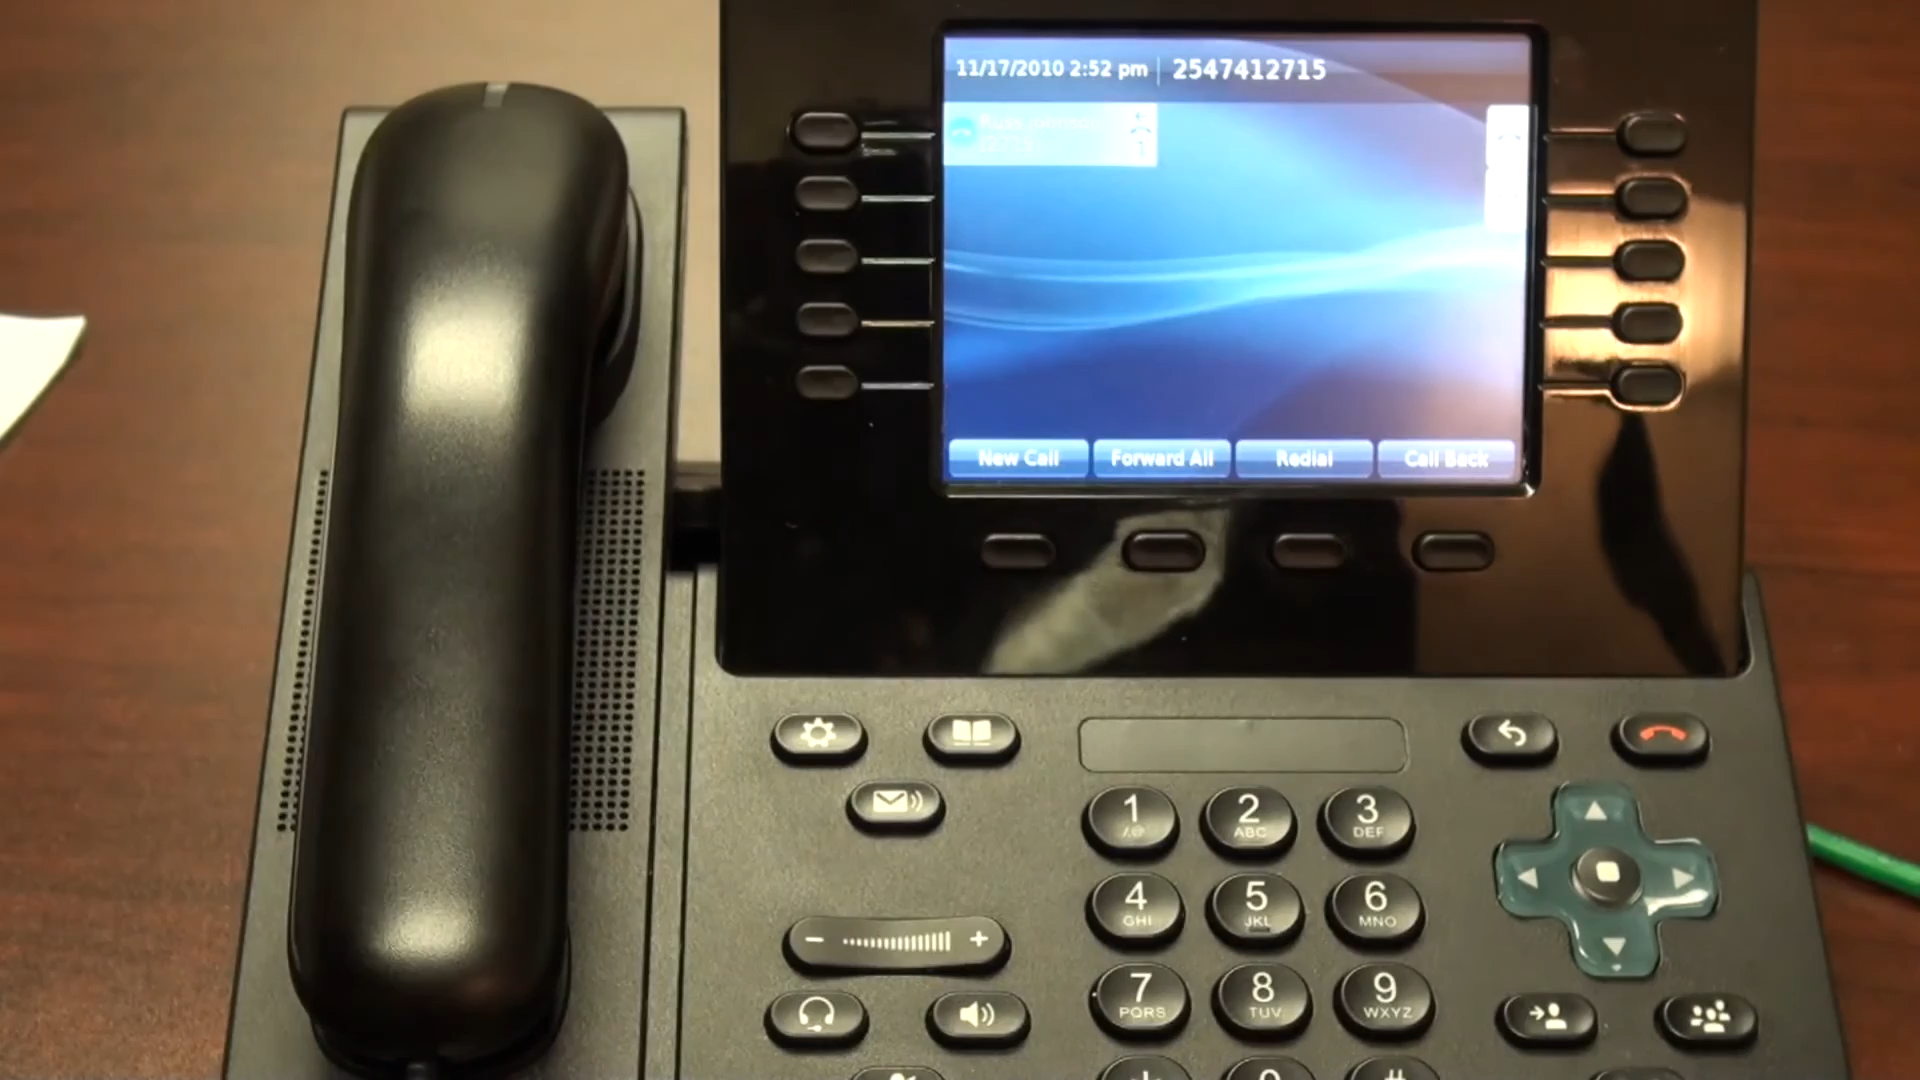 11/17/2010 2:52 pm 2547412715
New Call Forward All Redial Call Back
1 2 3
/.@ ABC DEF
4 5 6
GHI JKL MNO
- +
7 8 9
PQRS TUV WXYZ